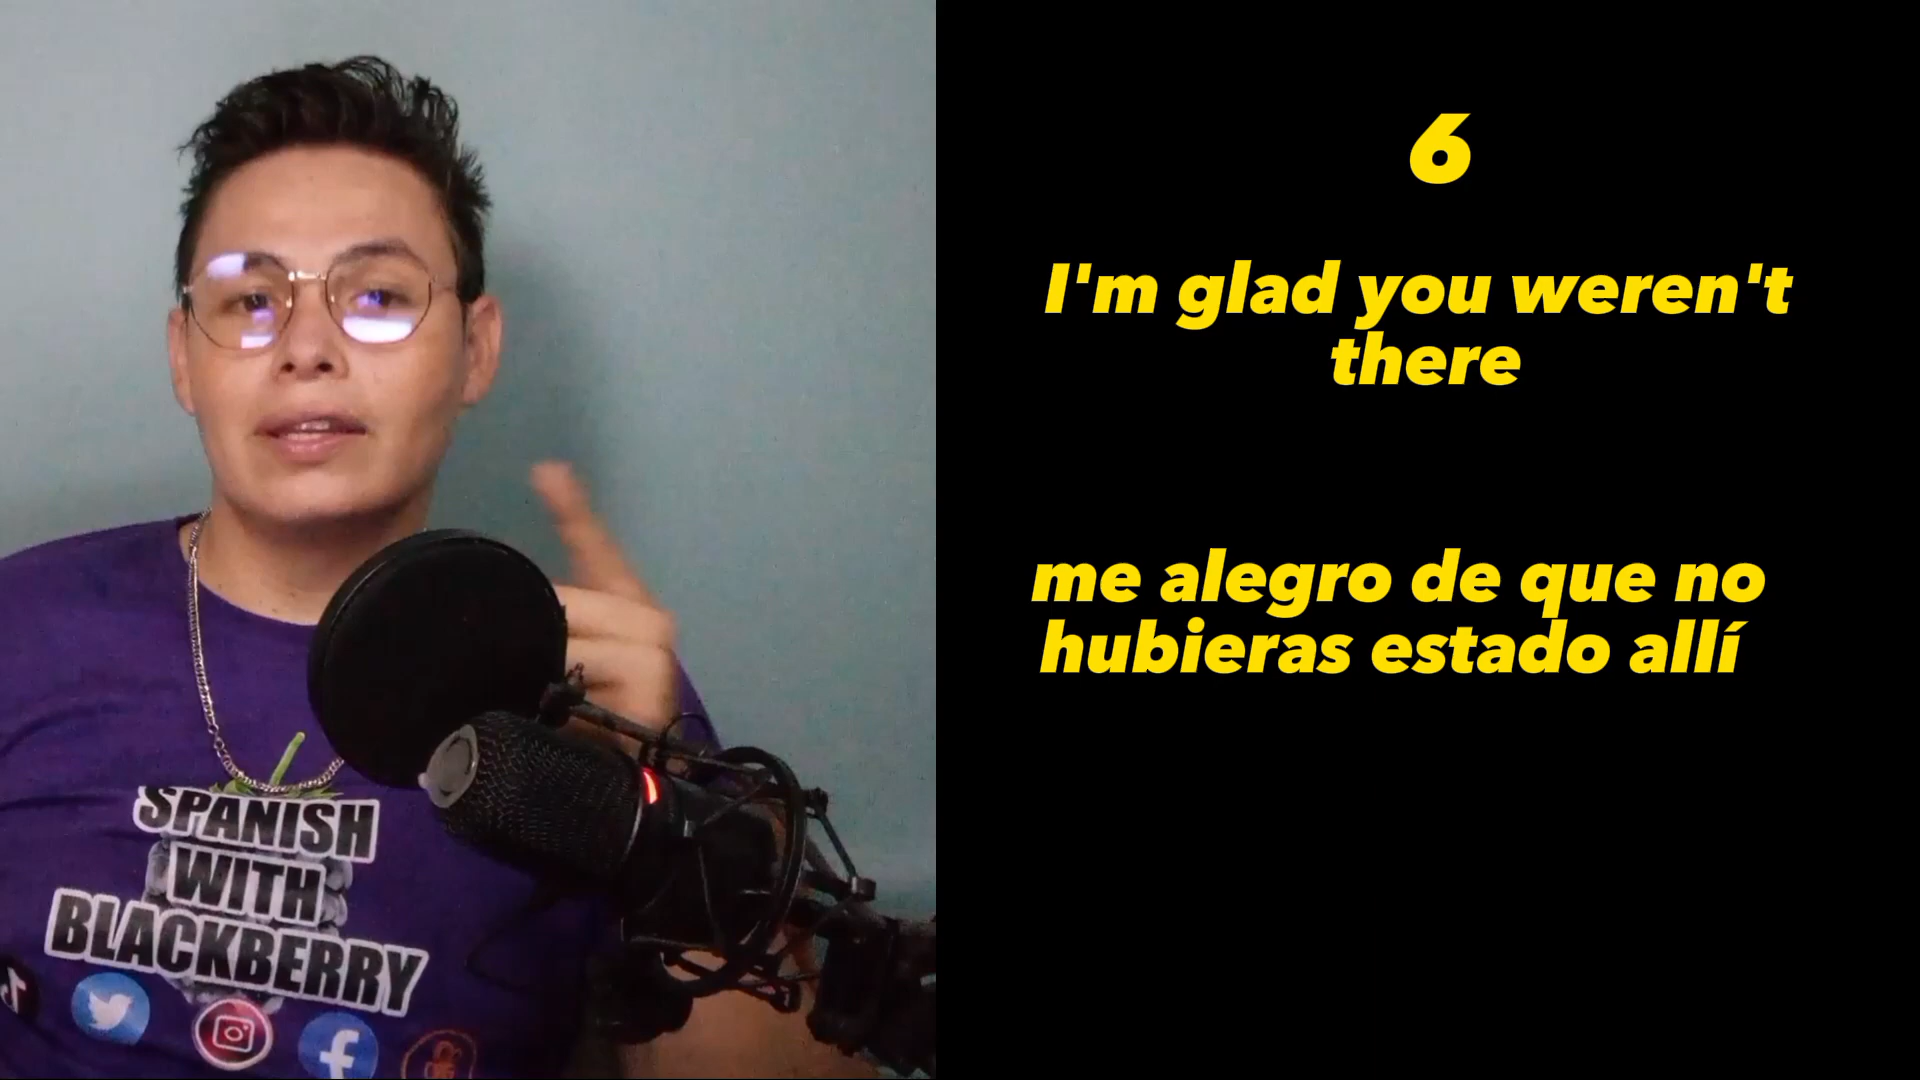 6
I'm glad you weren't
there
me alegro de que no
hubieras estado allí
SPANISH
WITH
BLACKBERRY